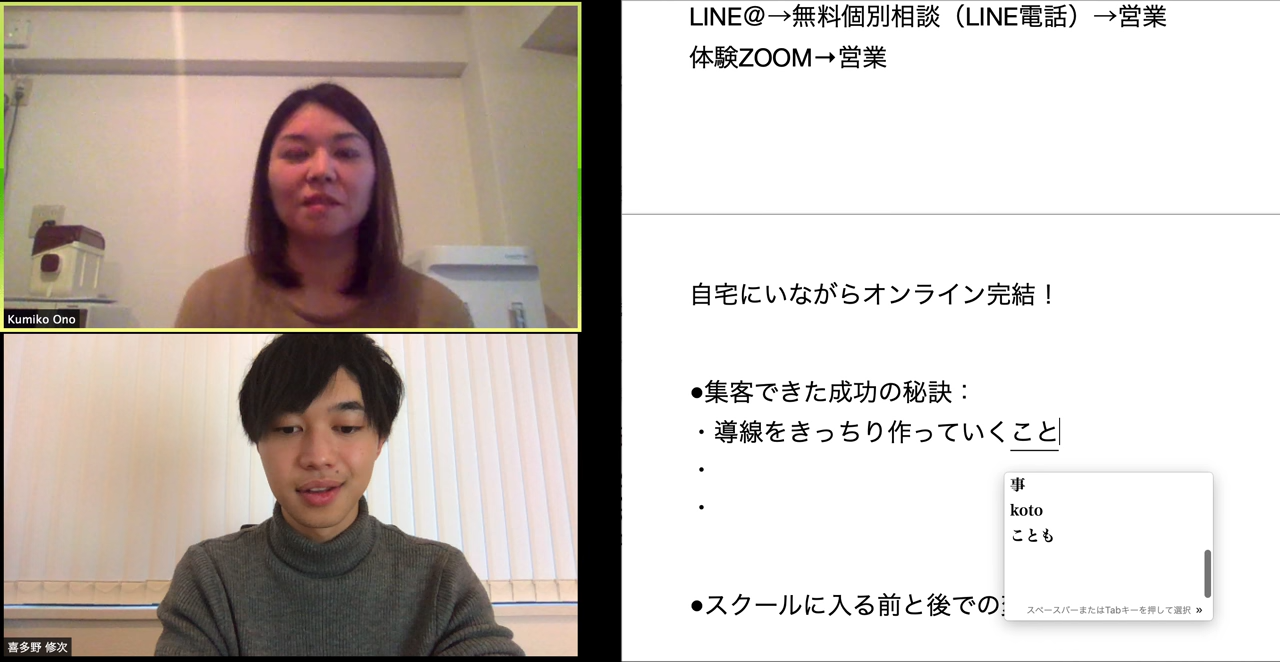 Kumiko Ono
喜多野 修次
LINE@→無料個別相談（LINE電話）→営業
体験ZOOM→営業
自宅にいながらオンライン完結！
●集客できた成功の秘訣：
・導線をきっちり作っていくこと
・
・
事
koto
ことも
スペースバーまたはTabキーを押して選択 »
●スクールに入る前と後での